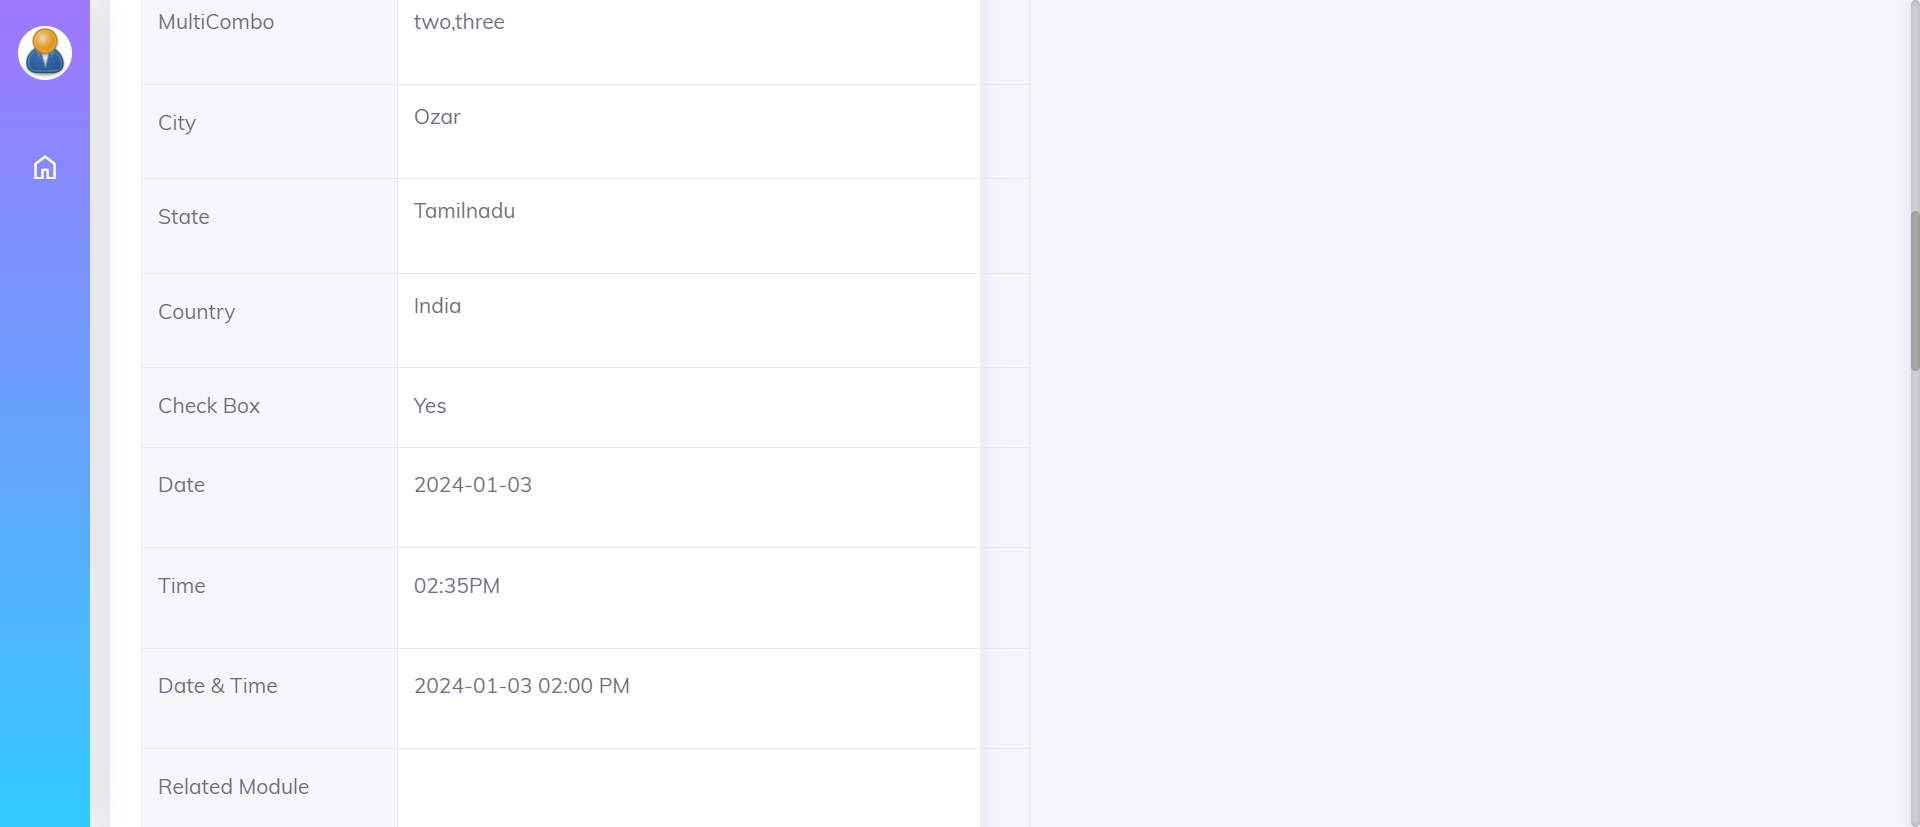 MultiCombo two,three
City Ozar
State Tamilnadu
Country India
Check Box Yes
Date 2024-01-03
Time 02:35PM
Date & Time 2024-01-03 02:00 PM
Related Module